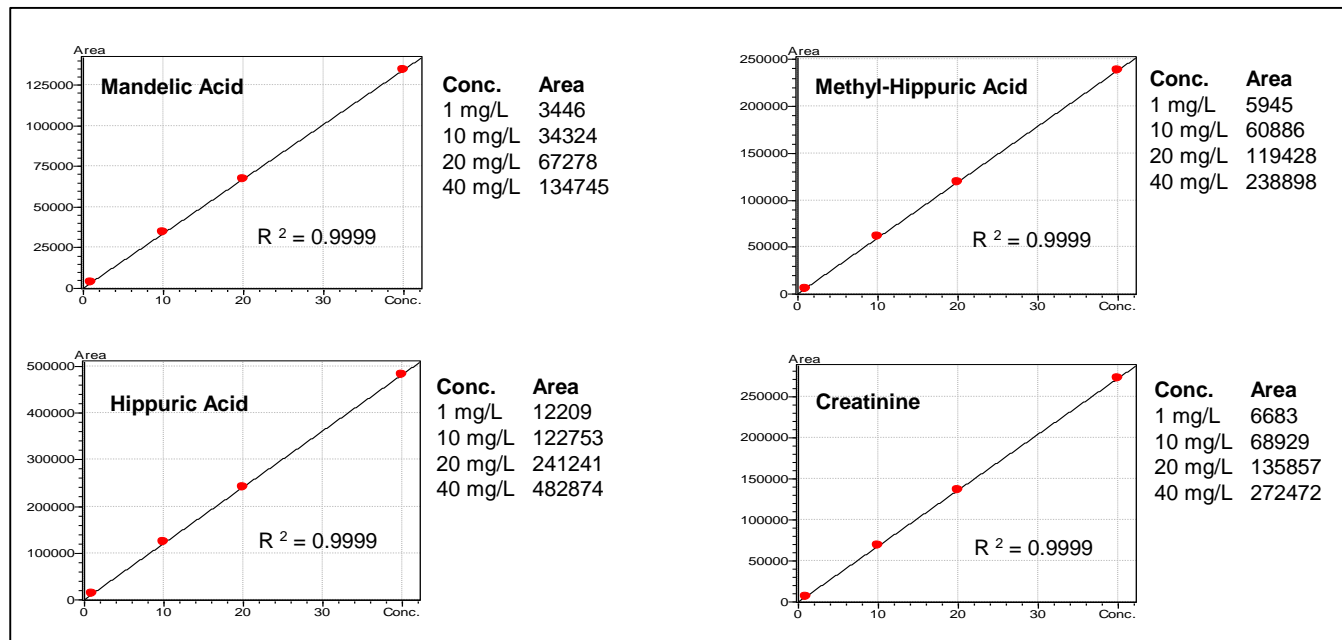 Area
Mandelic Acid
125000
100000
75000
50000
25000
0
R 2 = 0.9999
0 10 20 30 Conc.
Conc. Area
1 mg/L 3446
10 mg/L 34324
20 mg/L 67278
40 mg/L 134745
Area
Methyl-Hippuric Acid
250000
200000
150000
100000
50000
0
R 2 = 0.9999
0 10 20 30 Conc.
Conc. Area
1 mg/L 5945
10 mg/L 60886
20 mg/L 119428
40 mg/L 238898
Area
Hippuric Acid
500000
400000
300000
200000
100000
0
R 2 = 0.9999
0 10 20 30 Conc.
Conc. Area
1 mg/L 12209
10 mg/L 122753
20 mg/L 241241
40 mg/L 482874
Area
Creatinine
250000
200000
150000
100000
50000
0
R 2 = 0.9999
0 10 20 30 Conc.
Conc. Area
1 mg/L 6683
10 mg/L 68929
20 mg/L 135857
40 mg/L 272472